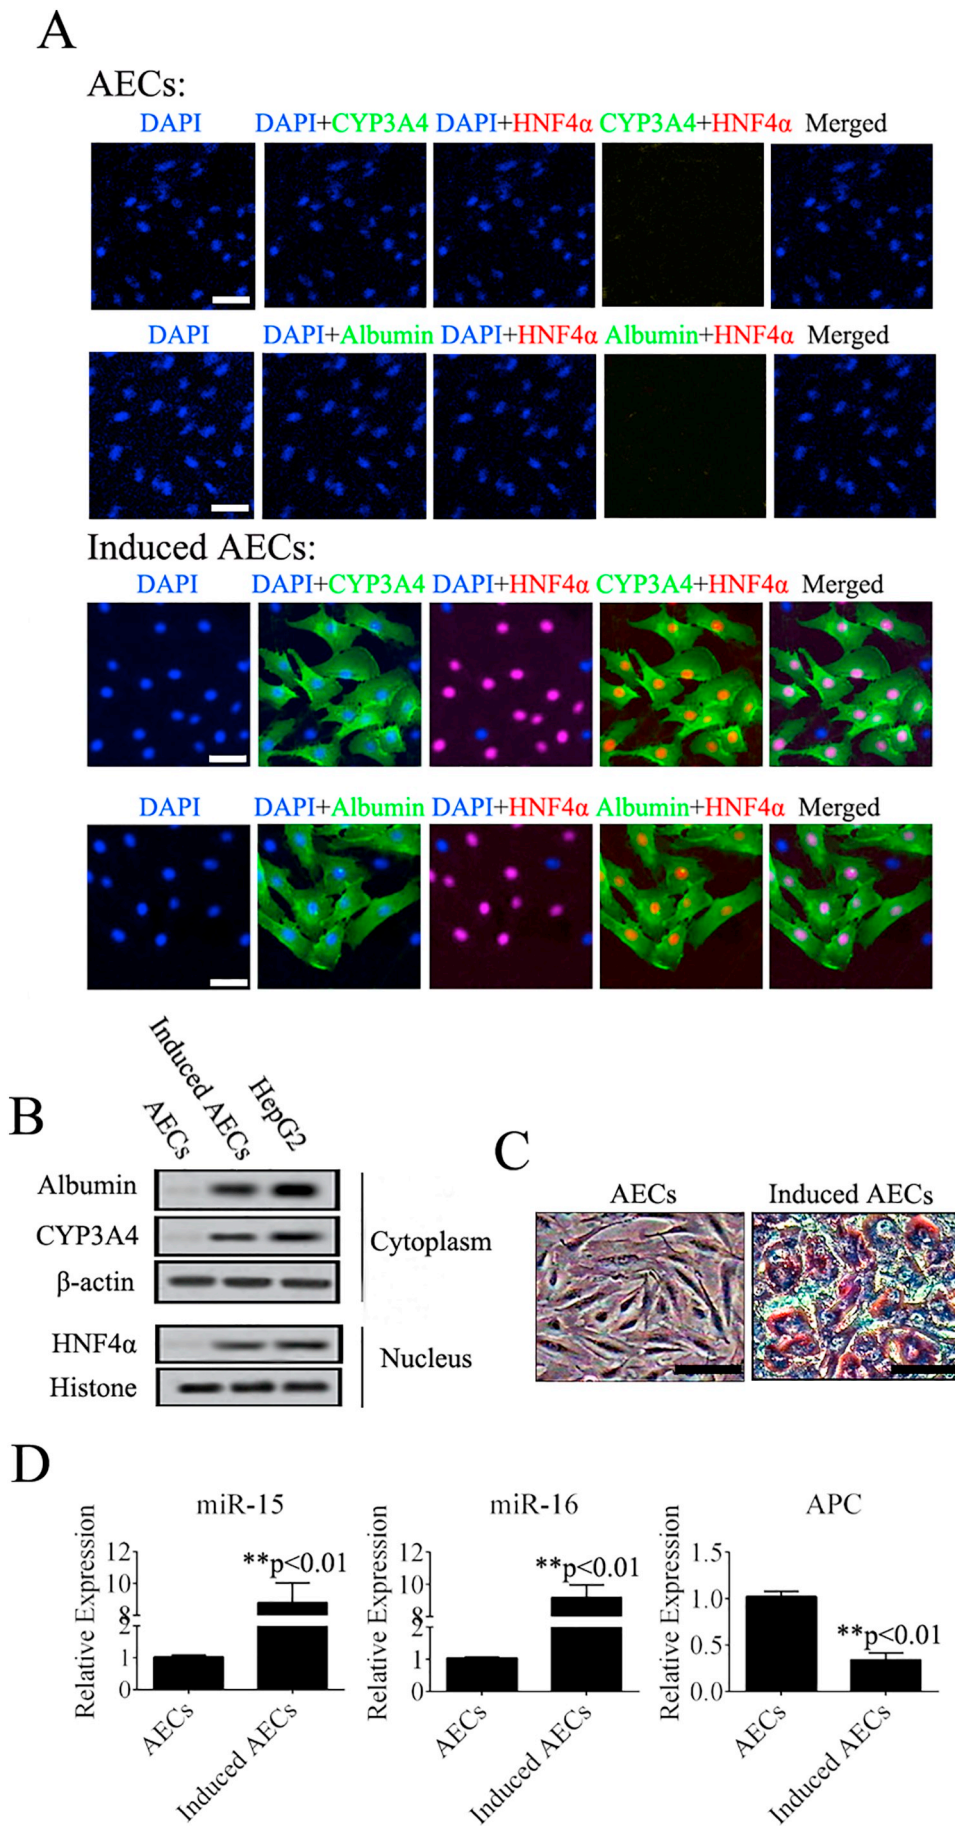 A
AECs:
DAPI DAPI+CYP3A4 DAPI+HNF4α CYP3A4+HNF4α Merged
DAPI DAPI+Albumin DAPI+HNF4α Albumin+HNF4α Merged
Induced AECs:
DAPI DAPI+CYP3A4 DAPI+HNF4α CYP3A4+HNF4α Merged
DAPI DAPI+Albumin DAPI+HNF4α Albumin+HNF4α Merged
B
AECs
Induced AECs
HepG2
Albumin
CYP3A4
β-actin
Cytoplasm
HNF4α
Histone
Nucleus
C
AECs Induced AECs
D
miR-15
Relative Expression
12
10
8
2
1
0
**p<0.01
AECs
Induced AECs
miR-16
Relative Expression
12
10
8
2
1
0
**p<0.01
AECs
Induced AECs
APC
Relative Expression
1.5
1.0
0.5
0.0
**p<0.01
AECs
Induced AECs